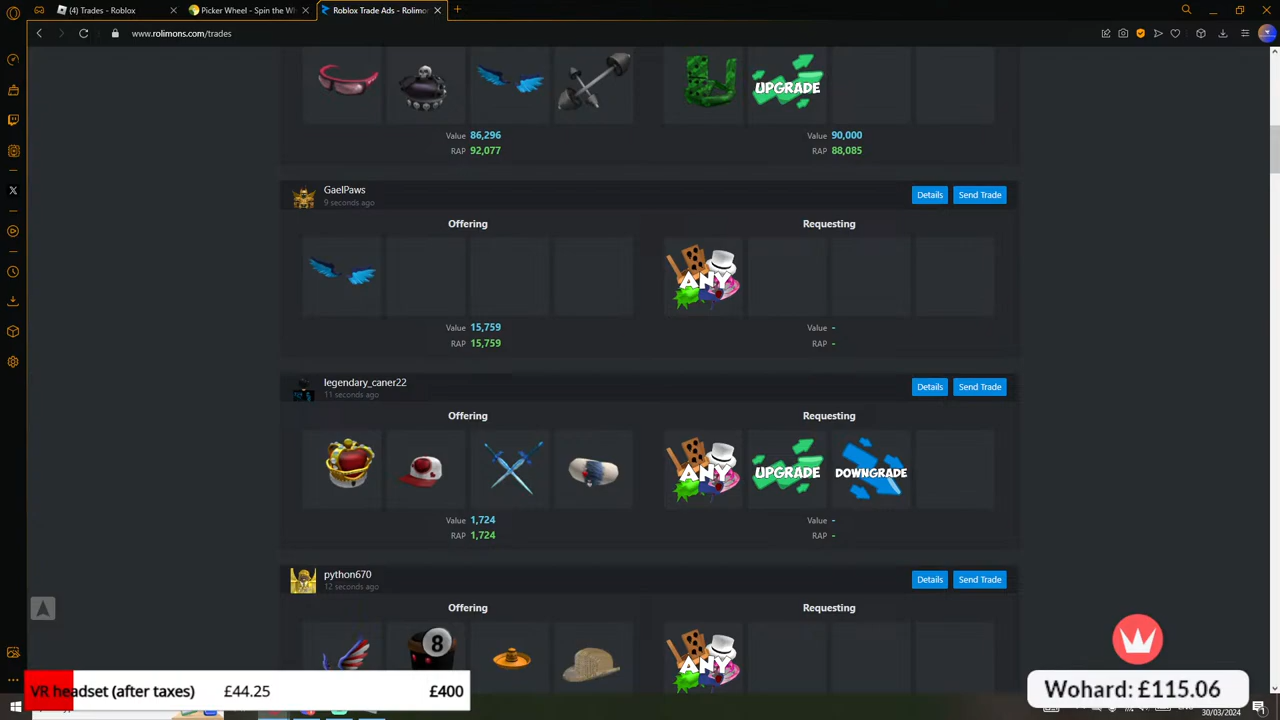 (4) Trades - Roblox
Picker Wheel - Spin the Wh
Roblox Trade Ads - Rolimo
www.rolimons.com/trades
UPGRADE
Value 86,296
RAP 92,077
Value 90,000
RAP 88,085
GaelPaws
9 seconds ago
Details
Send Trade
Offering
Requesting
ANY
Value 15,759
RAP 15,759
Value -
RAP -
legendary_caner22
11 seconds ago
Details
Send Trade
Offering
Requesting
ANY
UPGRADE
DOWNGRADE
Value 1,724
RAP 1,724
Value -
RAP -
python670
12 seconds ago
Details
Send Trade
Offering
Requesting
8
ANY
VR headset (after taxes) £44.25 £400
Wohard: £115.06
30/03/2024